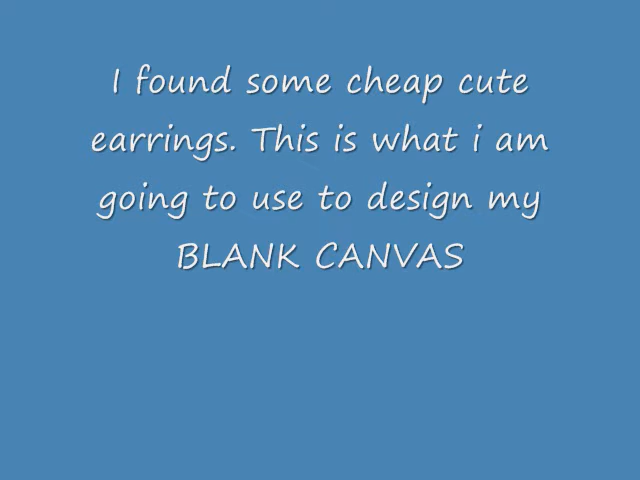 I found some cheap cute
earrings. This is what i am
going to use to design my
BLANK CANVAS